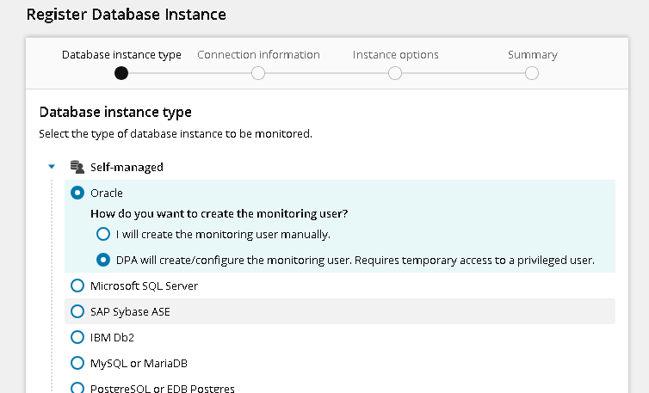 Register Database Instance
Database instance type Connection information Instance options Summary
Database instance type
Select the type of database instance to be monitored.
Self-managed
Oracle
How do you want to create the monitoring user?
I will create the monitoring user manually.
DPA will create/configure the monitoring user. Requires temporary access to a privileged user.
Microsoft SQL Server
SAP Sybase ASE
IBM Db2
MySQL or MariaDB
PostgreSQL or EDB Postgres